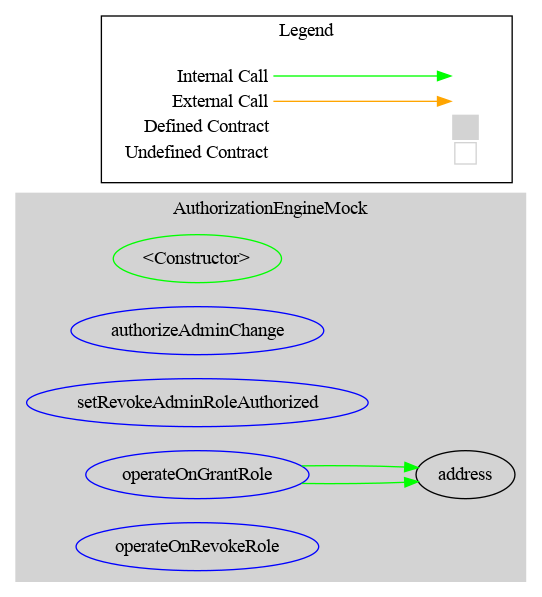 Legend
Internal Call
External Call
Defined Contract
Undefined Contract
AuthorizationEngineMock
<Constructor>
authorizeAdminChange
setRevokeAdminRoleAuthorized
operateOnGrantRole
address
operateOnRevokeRole